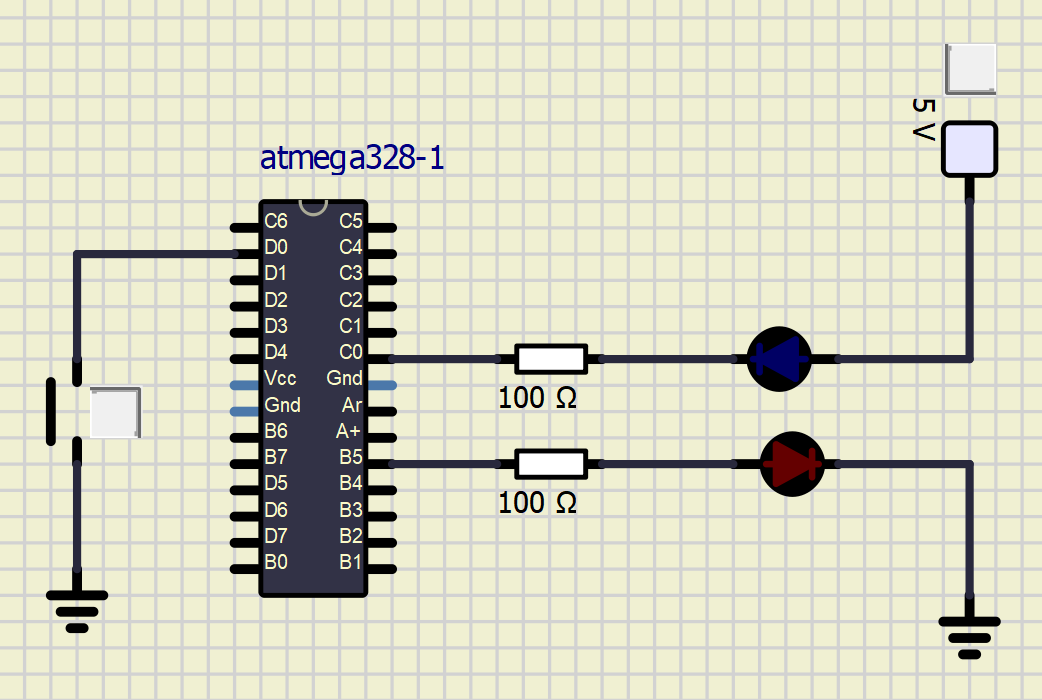 5 V
atmega328-1
C6 C5
D0 C4
D1 C3
D2 C2
D3 C1
D4 C0
Vcc Gnd
Gnd Ar
B6 A+
B7 B5
D5 B4
D6 B3
D7 B2
B0 B1
100 Ω
100 Ω